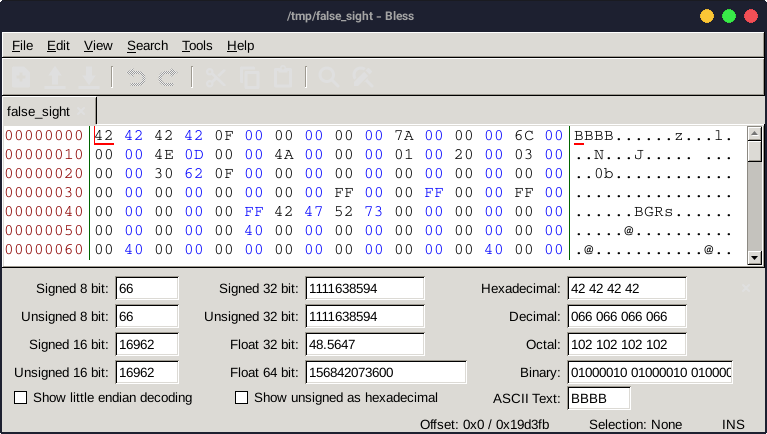 /tmp/false_sight - Bless
File Edit View Search Tools Help
false_sight
00000000 42 42 42 42 0F 00 00 00 00 00 7A 00 00 00 6C 00 BBBB......z...l.
00000010 00 00 4E 0D 00 00 4A 00 00 00 01 00 20 00 03 00 ..N...J..... ...
00000020 00 00 30 62 0F 00 00 00 00 00 00 00 00 00 00 00 ..0b............
00000030 00 00 00 00 00 00 00 00 FF 00 00 FF 00 00 FF 00 ................
00000040 00 00 00 00 00 FF 42 47 52 73 00 00 00 00 00 00 ......BGRs......
00000050 00 00 00 00 00 40 00 00 00 00 00 00 00 00 00 00 .....@..........
00000060 00 40 00 00 00 00 00 00 00 00 00 00 00 40 00 00 .@...........@..
Signed 8 bit: 66 Signed 32 bit: 1111638594 Hexadecimal: 42 42 42 42
Unsigned 8 bit: 66 Unsigned 32 bit: 1111638594 Decimal: 066 066 066 066
Signed 16 bit: 16962 Float 32 bit: 48.5647 Octal: 102 102 102 102
Unsigned 16 bit: 16962 Float 64 bit: 156842073600 Binary: 01000010 01000010 010000
Show little endian decoding Show unsigned as hexadecimal ASCII Text: BBBB
Offset: 0x0 / 0x19d3fb Selection: None INS